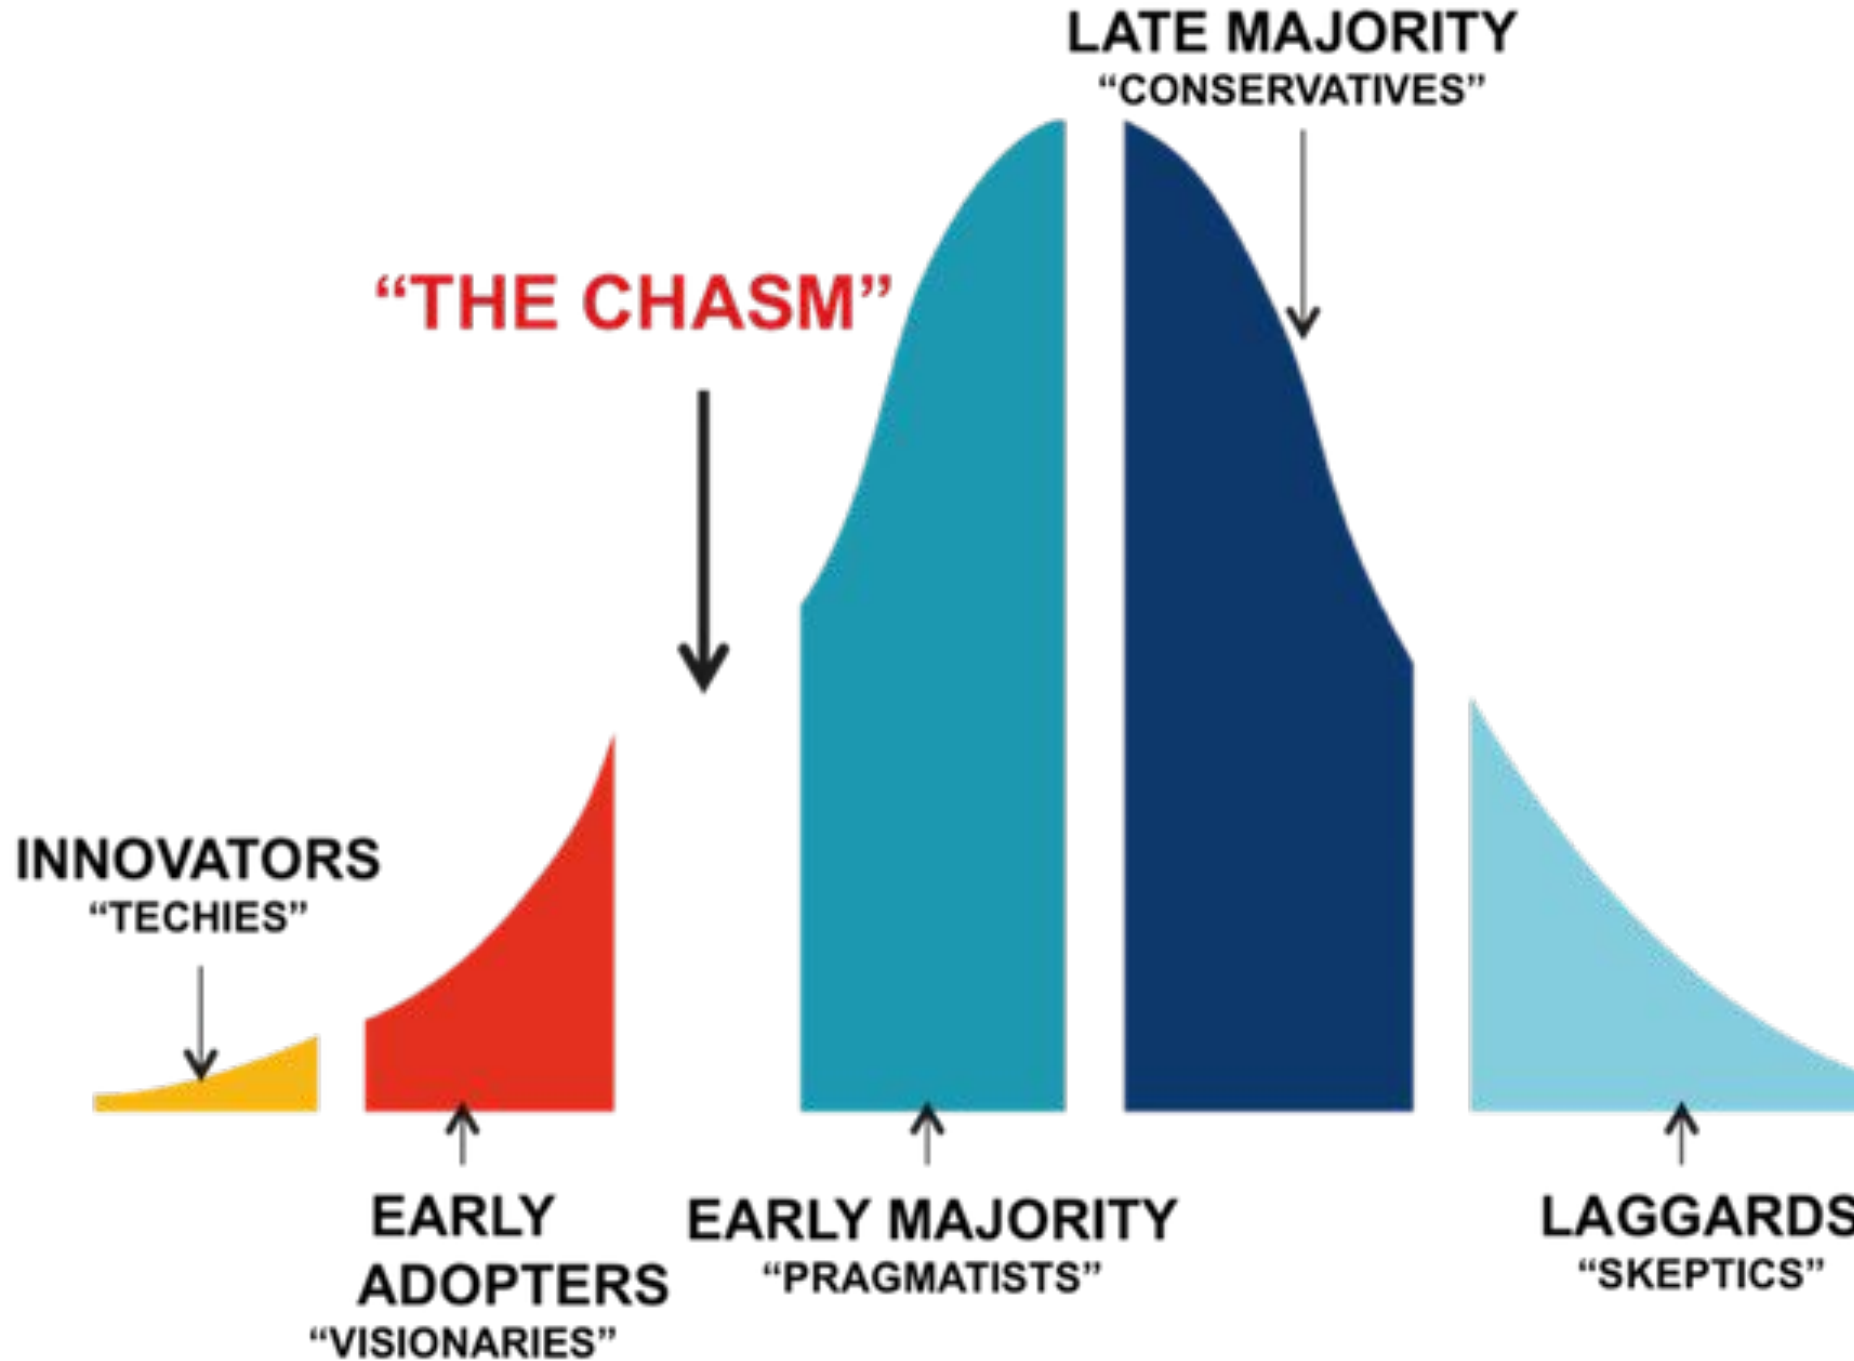 LATE MAJORITY
“CONSERVATIVES”
“THE CHASM”
INNOVATORS
“TECHIES”
EARLY
ADOPTERS
“VISIONARIES”
EARLY MAJORITY
“PRAGMATISTS”
LAGGARDS
“SKEPTICS”